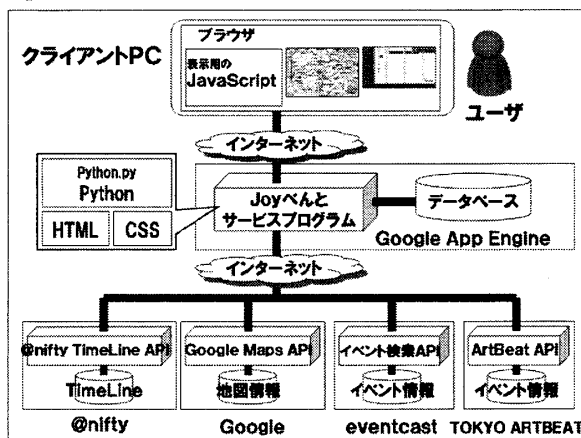 クライアントPC
ブラウザ
表示用の
JavaScript
ユーザ
インターネット
Python.py
Python
HTML
CSS
Joyべんと
サービスプログラム
データベース
Google App Engine
インターネット
@nifty TimeLine API
Google Maps API
イベント検索API
ArtBeat API
TimeLine
地図情報
イベント情報
イベント情報
@nifty
Google
eventcast
TOKYO ARTBEAT